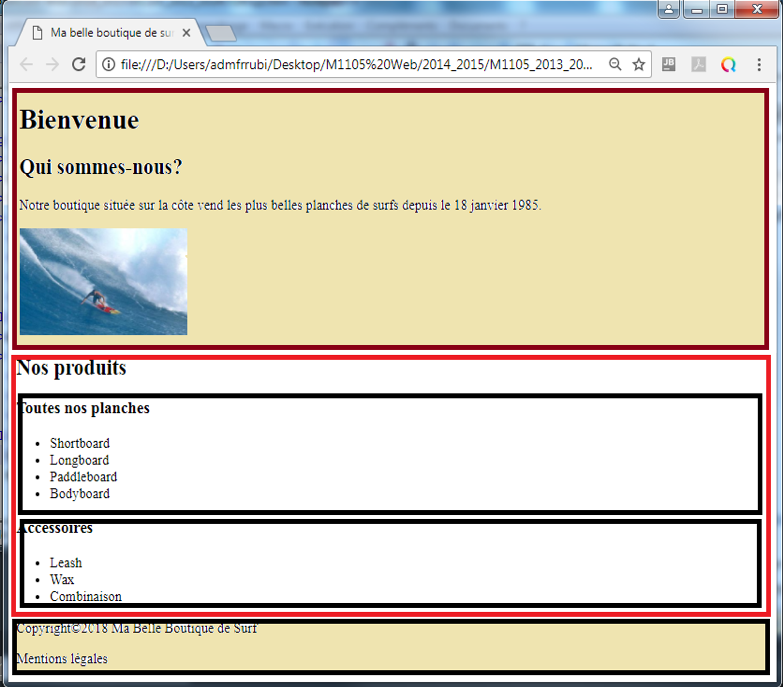 Ma belle boutique de sur
file:///D:/Users/admfrrubi/Desktop/M1105%20Web/2014_2015/M1105_2013_20...
JB
Bienvenue
Qui sommes-nous?
Notre boutique située sur la côte vend les plus belles planches de surfs depuis le 18 janvier 1985.
Nos produits
Toutes nos planches
• Shortboard
• Longboard
• Paddleboard
• Bodyboard
Accessoires
• Leash
• Wax
• Combinaison
Copyright©2018 Ma Belle Boutique de Surf
Mentions légales